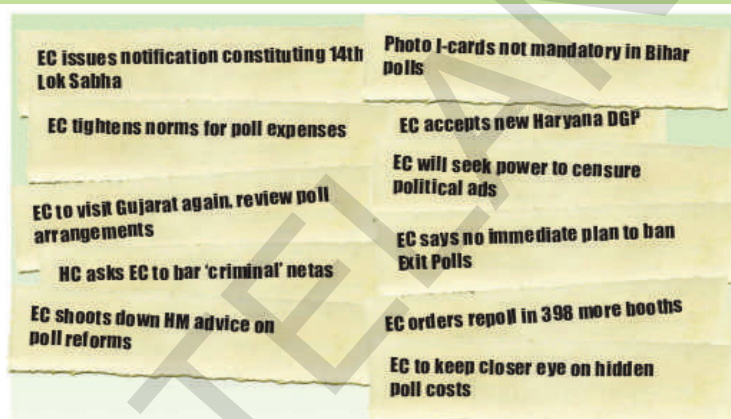 EC issues notification constituting 14th
Lok Sabha
EC tightens norms for poll expenses
EC to visit Gujarat again, review poll
arrangements
HC asks EC to bar ‘criminal’ netas
EC shoots down HM advice on
poll reforms
Photo I-cards not mandatory in Bihar
polls
EC accepts new Haryana DGP
EC will seek power to censure
political ads
EC says no immediate plan to ban
Exit Polls
EC orders repoll in 398 more booths
EC to keep closer eye on hidden
poll costs